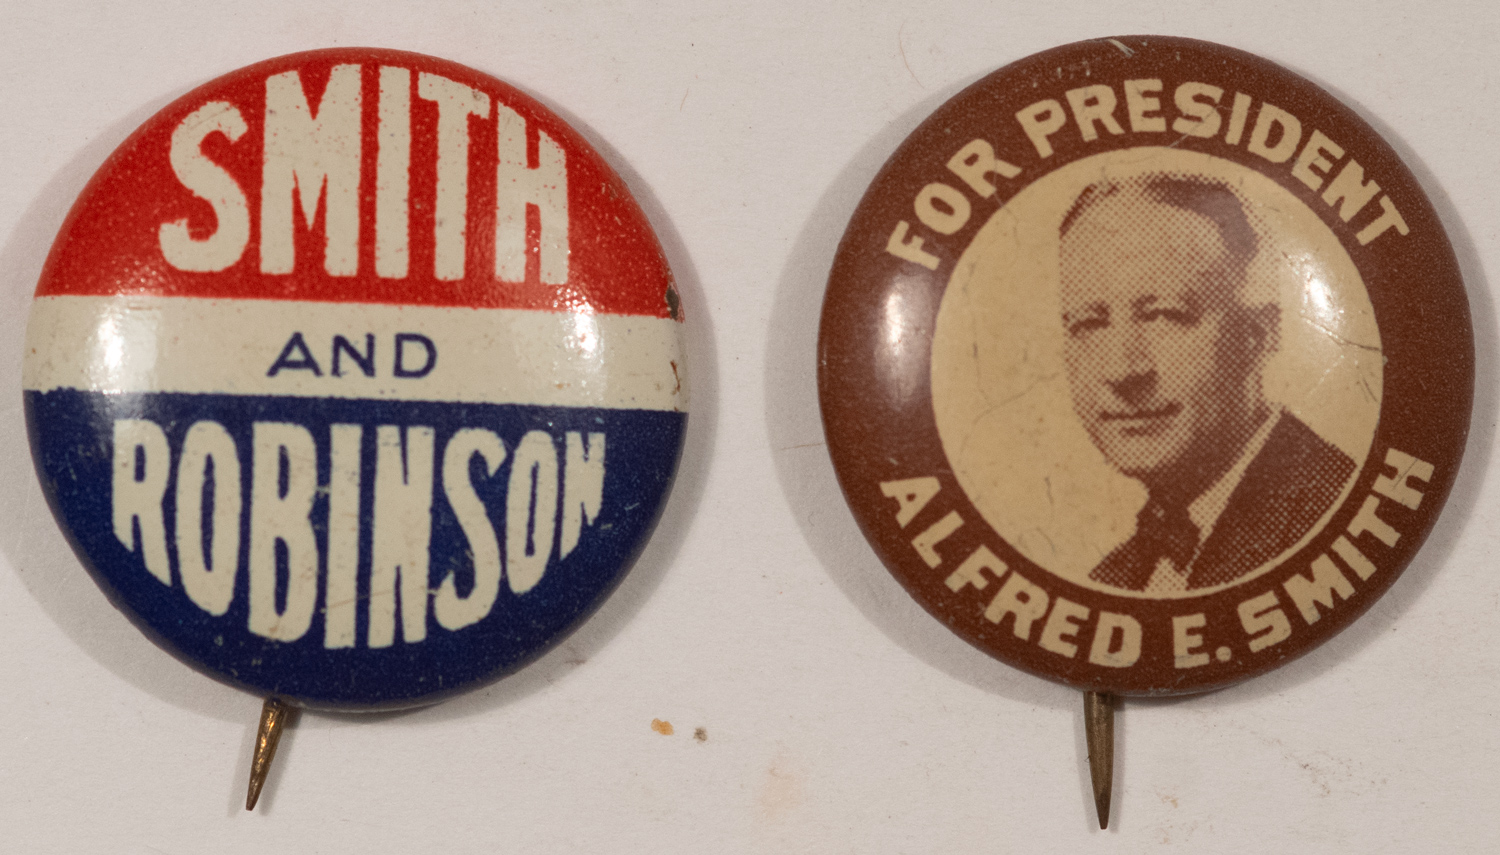 SMITH
AND
ROBINSON
FOR PRESIDENT
ALFRED E. SMITH